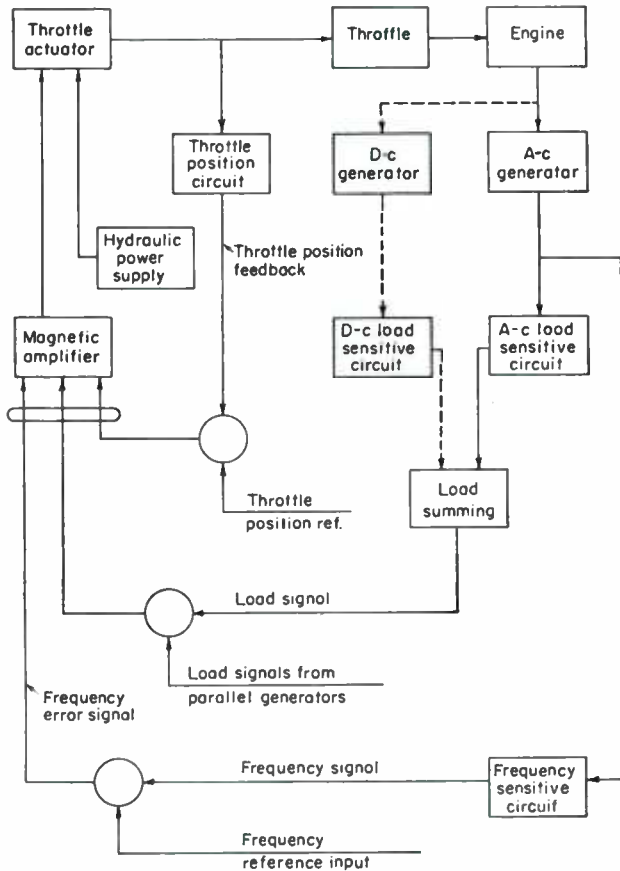 Throttle
actuator
Throffle
Engine
Throttle
position
circuit
D-c
generator
A-c
generator
Hydraulic
power
supply
Throttle position
feedback
Magnetic
amplifier
D-c load
sensitive
circuit
A-c load
sensitive
circuit
Throttle
position ref.
Load
summing
Load signal
Load signals from
parallel generators
Frequency
error signal
Frequency signal
Frequency
sensitive
circuit
Frequency
reference input